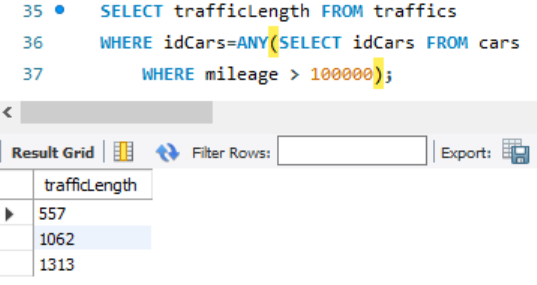 35 SELECT trafficLength FROM traffics
36 WHERE idCars=ANY(SELECT idCars FROM cars
37 WHERE mileage > 100000);
Result Grid Filter Rows: Export:
trafficLength
557
1062
1313